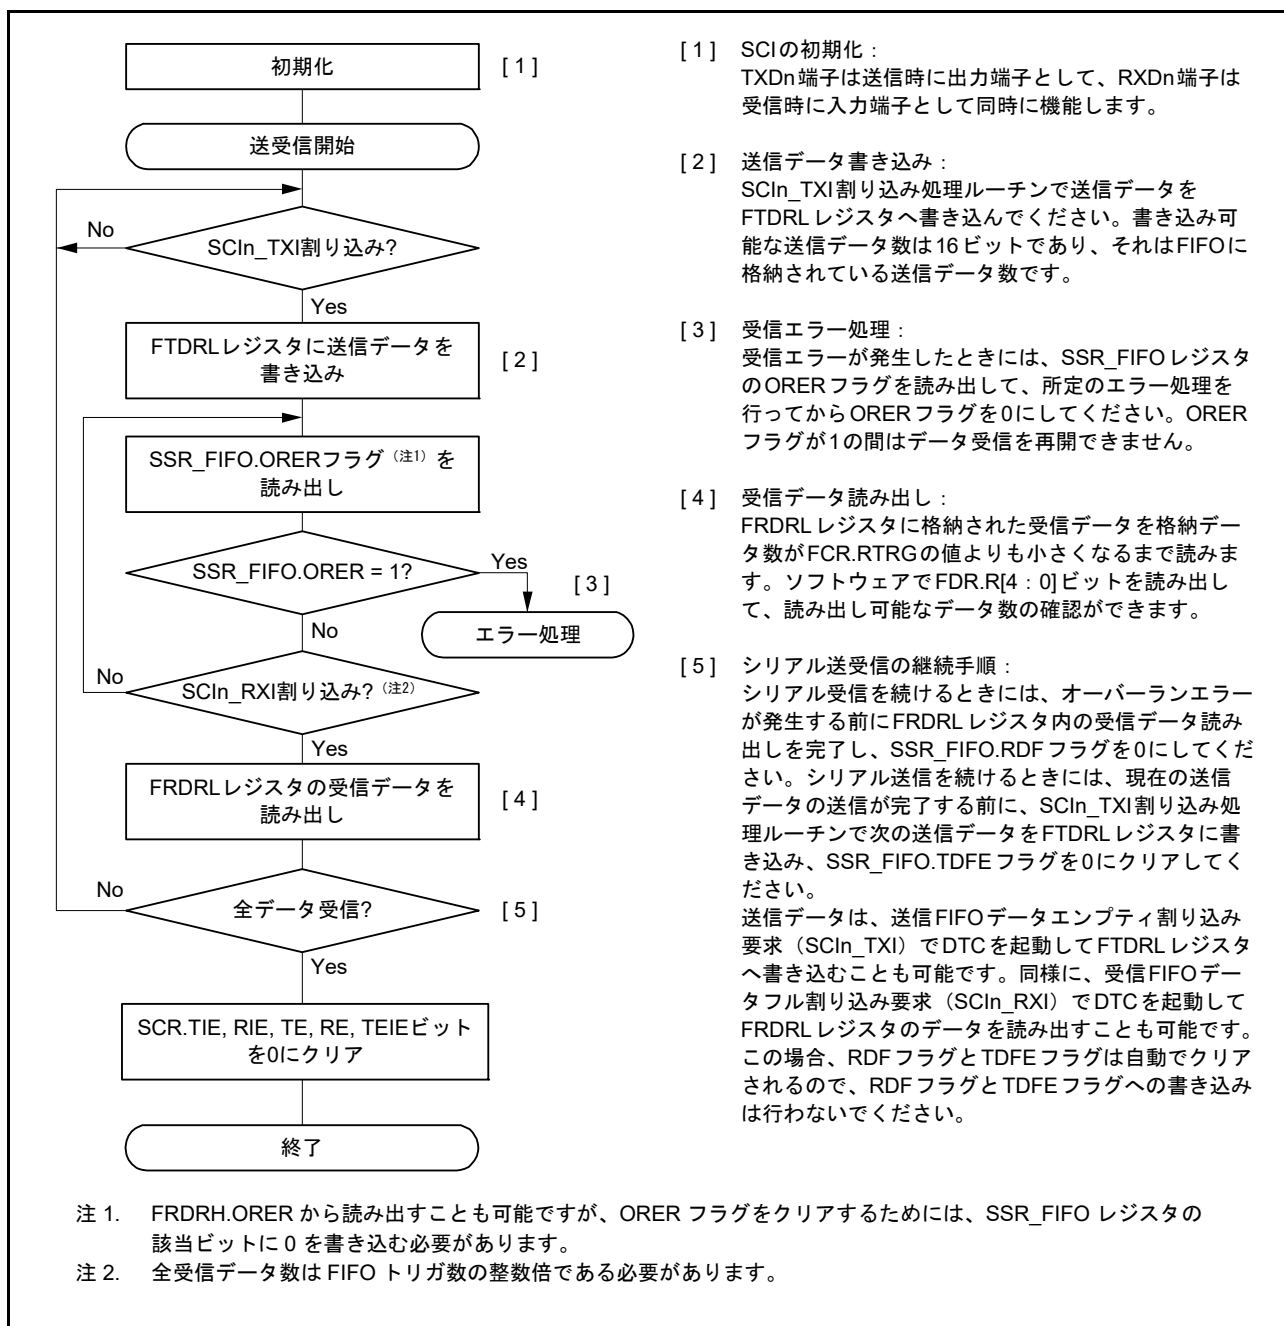 初期化
[ 1 ]
送受信開始
No
SCIn_TXI割り込み?
Yes
FTDRLレジスタに送信データを
書き込み
[ 2 ]
SSR_FIFO.ORERフラグ（注1）を
読み出し
SSR_FIFO.ORER = 1?
Yes
[ 3 ]
エラー処理
No
No
SCIn_RXI割り込み?（注2）
Yes
FRDRLレジスタの受信データを
読み出し
[ 4 ]
No
全データ受信?
[ 5 ]
Yes
SCR.TIE, RIE, TE, RE, TEIEビット
を0にクリア
終了
[ 1 ] SCIの初期化：
TXDn端子は送信時に出力端子として、RXDn端子は
受信時に入力端子として同時に機能します。
[ 2 ] 送信データ書き込み：
SCIn_TXI割り込み処理ルーチンで送信データを
FTDRLレジスタへ書き込んでください。書き込み可
能な送信データ数は16ビットであり、それはFIFOに
格納されている送信データ数です。
[ 3 ] 受信エラー処理：
受信エラーが発生したときには、SSR_FIFOレジスタ
のORERフラグを読み出して、所定のエラー処理を
行ってからORERフラグを0にしてください。ORER
フラグが1の間はデータ受信を再開できません。
[ 4 ] 受信データ読み出し：
FRDRLレジスタに格納された受信データを格納デー
タ数がFCR.RTRGの値よりも小さくなるまで読みま
す。ソフトウェアでFDR.R[4：0]ビットを読み出し
て、読み出し可能なデータ数の確認ができます。
[ 5 ] シリアル送受信の継続手順：
シリアル受信を続けるときには、オーバーランエラー
が発生する前にFRDRLレジスタ内の受信データ読み
出しを完了し、SSR_FIFO.RDFフラグを0にしてくだ
さい。シリアル送信を続けるときには、現在の送信
データの送信が完了する前に、SCIn_TXI割り込み処
理ルーチンで次の送信データをFTDRLレジスタに書
き込み、SSR_FIFO.TDFEフラグを0にクリアしてく
ださい。
送信データは、送信FIFOデータエンプティ割り込み
要求（SCIn_TXI）でDTCを起動してFTDRLレジスタ
へ書き込むことも可能です。同様に、受信FIFOデー
タフル割り込み要求（SCIn_RXI）でDTCを起動して
FRDRLレジスタのデータを読み出すことも可能です。
この場合、RDFフラグとTDFEフラグは自動でクリア
されるので、RDFフラグとTDFEフラグへの書き込み
は行わないでください。
注 1. FRDRH.ORER から読み出すことも可能ですが、ORER フラグをクリアするためには、SSR_FIFO レジスタの
該当ビットに 0 を書き込む必要があります。
注 2. 全受信データ数は FIFO トリガ数の整数倍である必要があります。